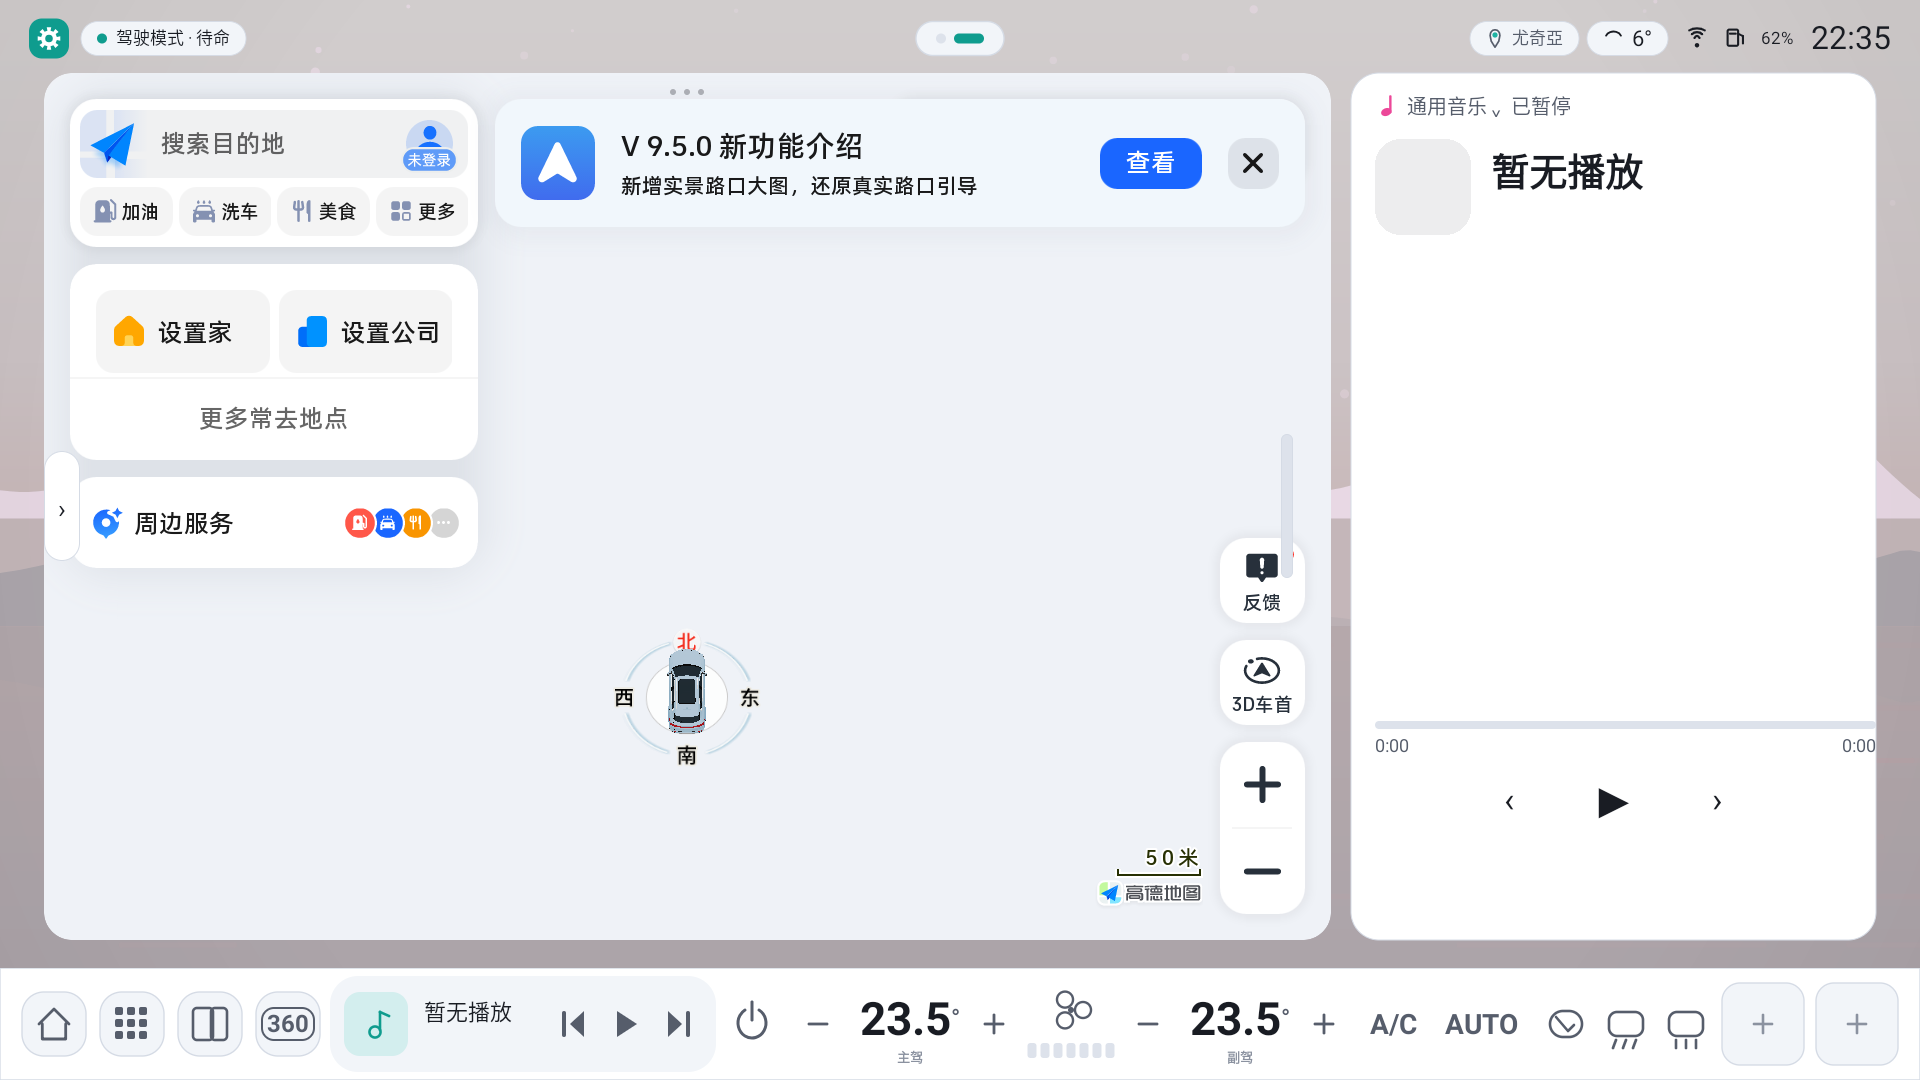 驾驶模式 · 待命
尤奇亞
6°
62%
22:35
搜索目的地
未登录
加油
洗车
美食
更多
V 9.5.0 新功能介绍
新增实景路口大图，还原真实路口引导
查看
设置家
设置公司
更多常去地点
周边服务
通用音乐
已暂停
暂无播放
反馈
3D车首
北
西
东
南
50米
高德地图
0:00
0:00
360
暂无播放
23.5°
主驾
23.5°
副驾
A/C
AUTO